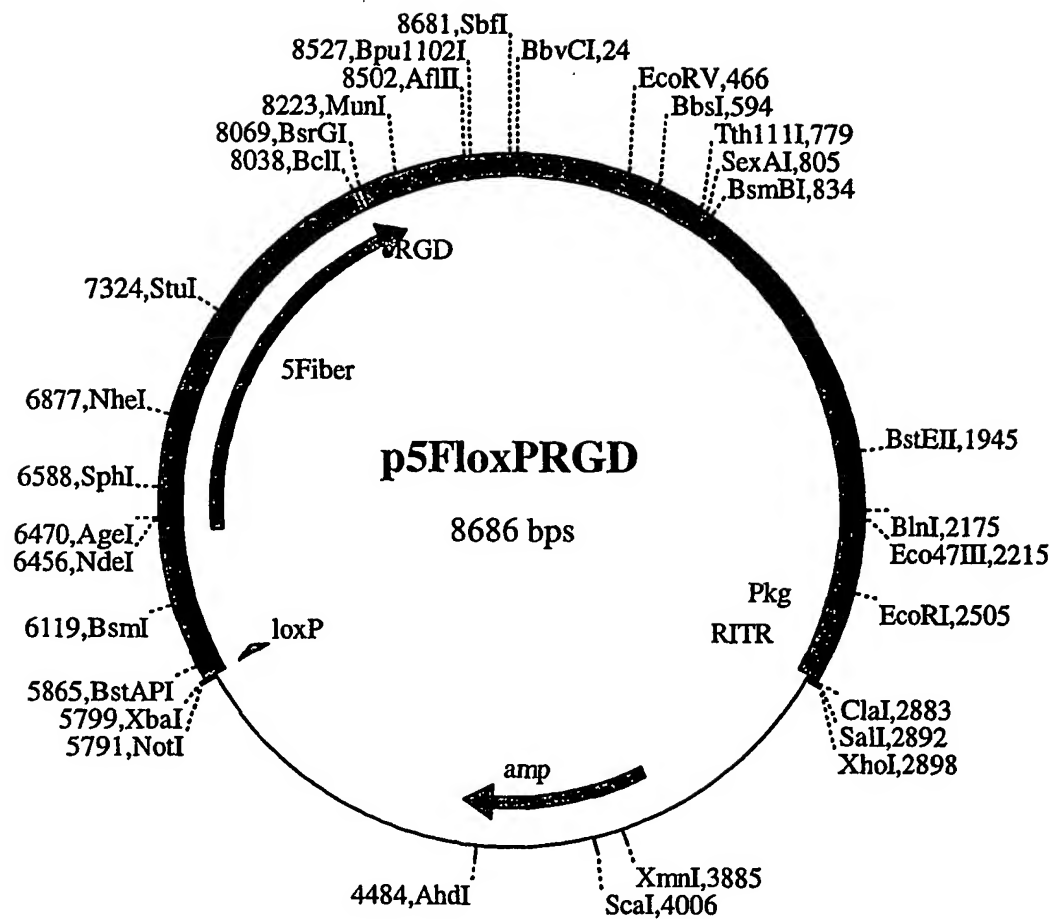 8681,SbfI
BbvCI,24
8527,Bpu1102I
8502,AflII
8223,MunI
8069,BsrGI
8038,BclI
EcoRV,466
BbsI,594
Tth111I,779
SexAI,805
BsmBI,834
cRGD
7324,StuI
5Fiber
6877,NheI
p5FloxPRGD
BstEII,1945
6588,SphI
8686 bps
6470,AgeI
6456,NdeI
BlnI,2175
Eco47III,2215
Pkg
EcoRI,2505
RITR
6119,BsmI
loxP
5865,BstAPI
5799,XbaI
5791,NotI
ClaI,2883
SalI,2892
XhoI,2898
amp
4484,AhdI
XmnI,3885
ScaI,4006